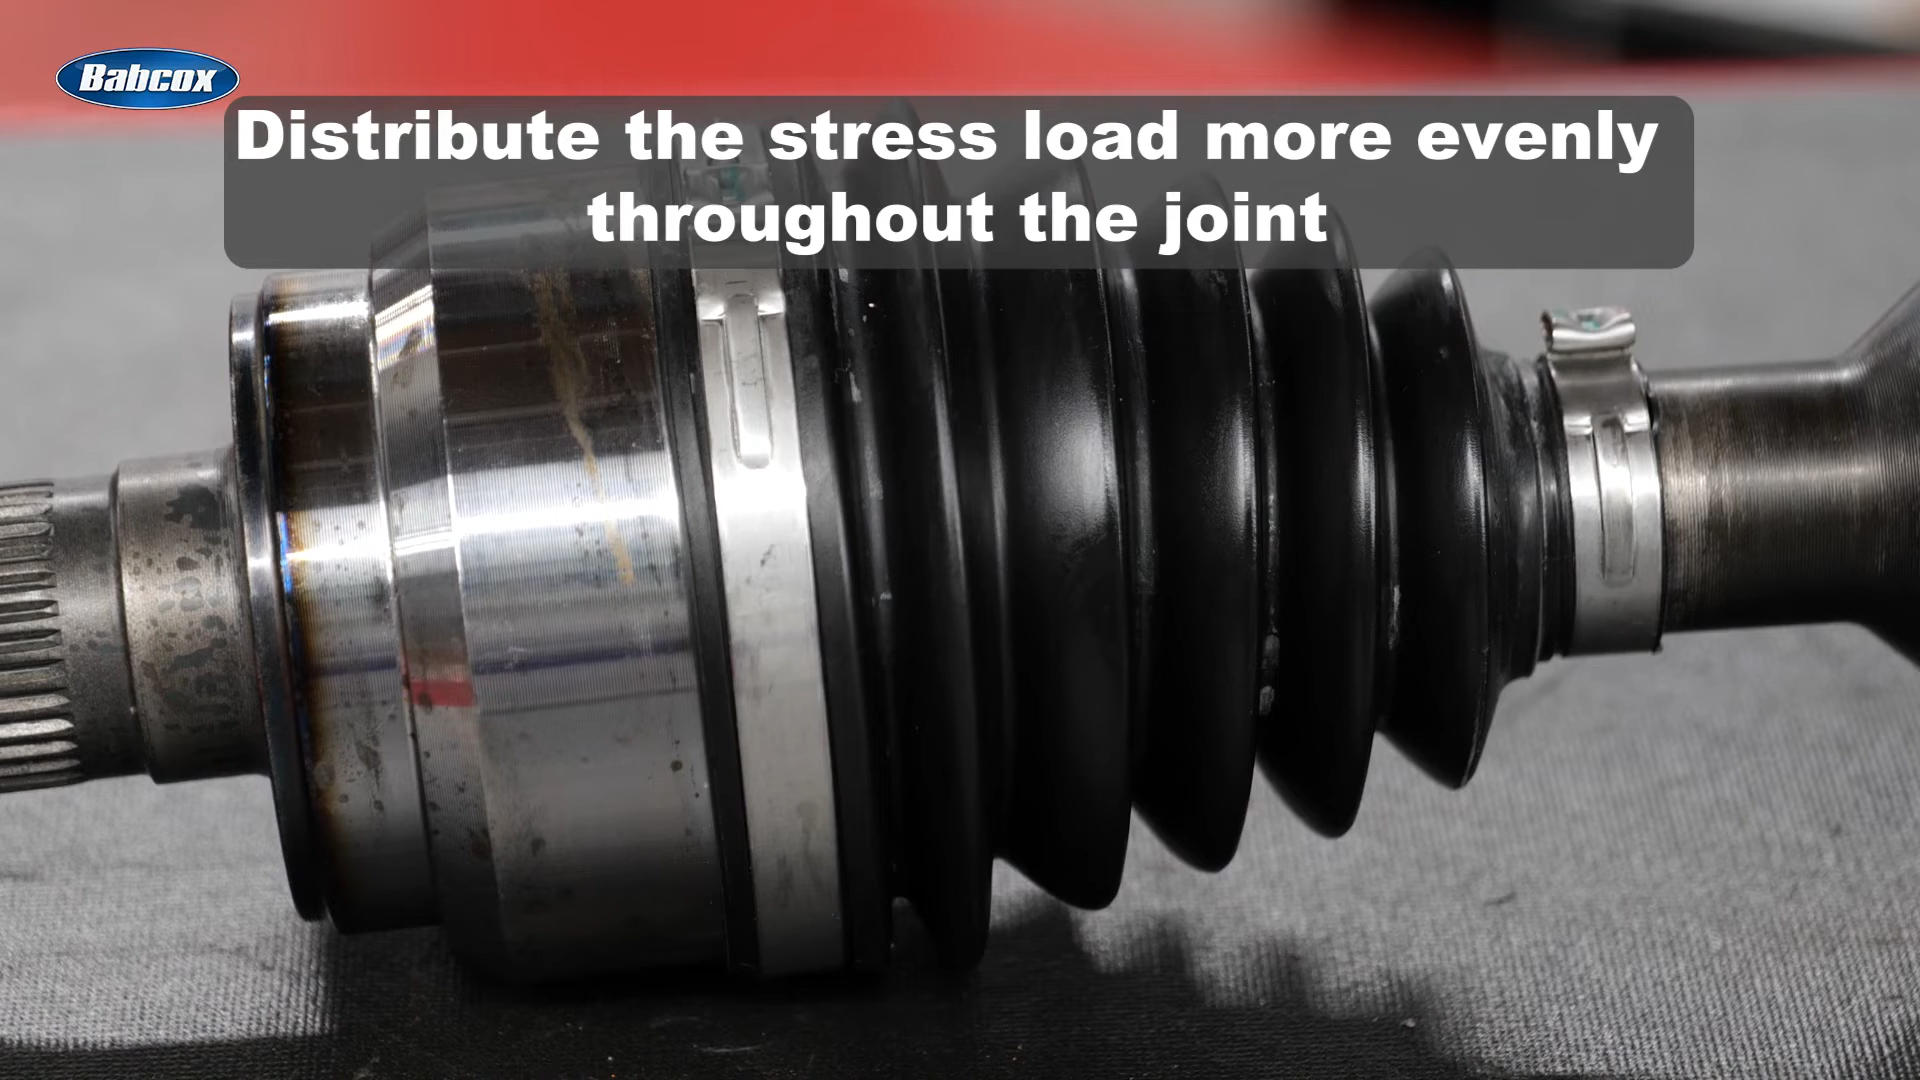 Babcox
Distribute the stress load more evenly
throughout the joint